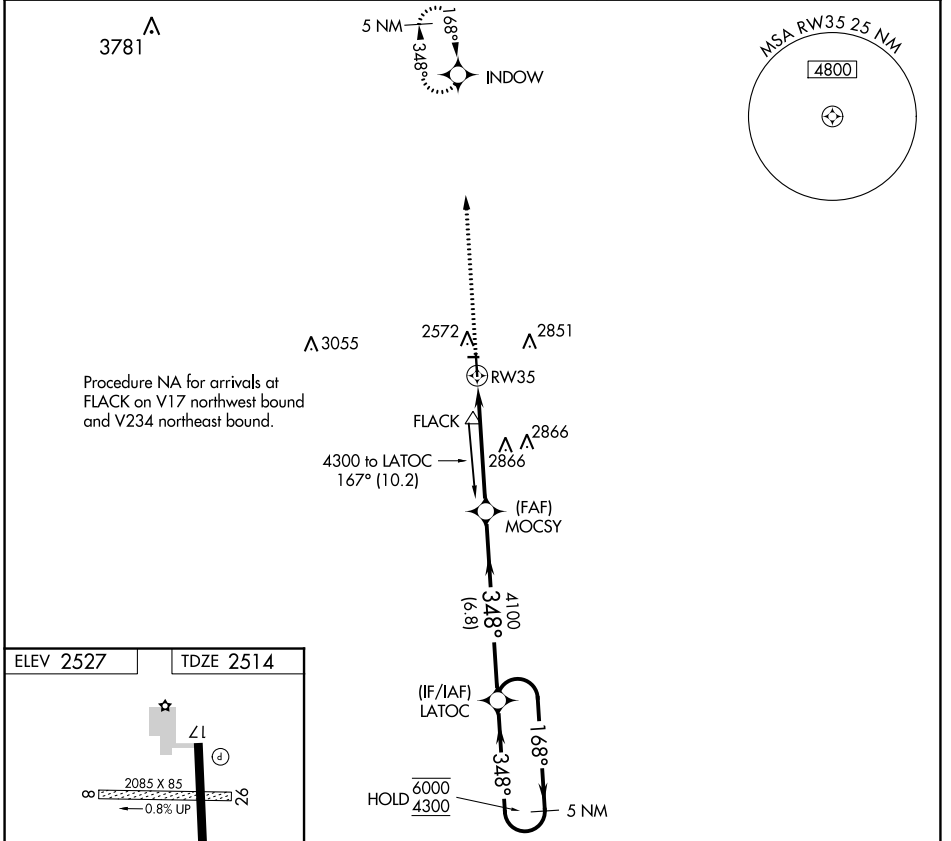 3781
5 NM
168°
348°
INDOW
MSA RW35 25 NM
4800
3055
2572
2851
RW35
Procedure NA for arrivals at
FLACK on V17 northwest bound
and V234 northeast bound.
FLACK
2866
2866
4300 to LATOC
167° (10.2)
(FAF)
MOCSY
348°
4100
(6.8)
ELEV 2527
TDZE 2514
(IF/IAF)
LATOC
168°
348°
HOLD 6000
4300
5 NM
17
P
2085 X 85
8
26
0.8% UP